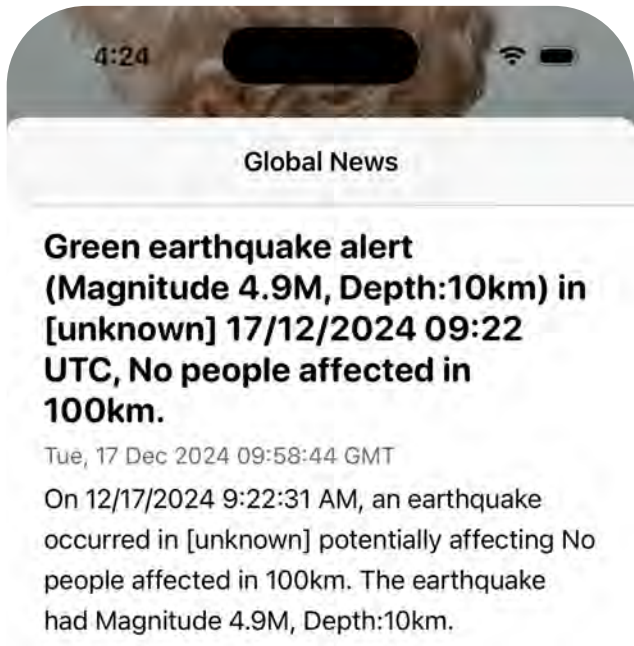 4:24
Global News
Green earthquake alert
(Magnitude 4.9M, Depth:10km) in
[unknown] 17/12/2024 09:22
UTC, No people affected in
100km.
Tue, 17 Dec 2024 09:58:44 GMT
On 12/17/2024 9:22:31 AM, an earthquake
occurred in [unknown] potentially affecting No
people affected in 100km. The earthquake
had Magnitude 4.9M, Depth:10km.